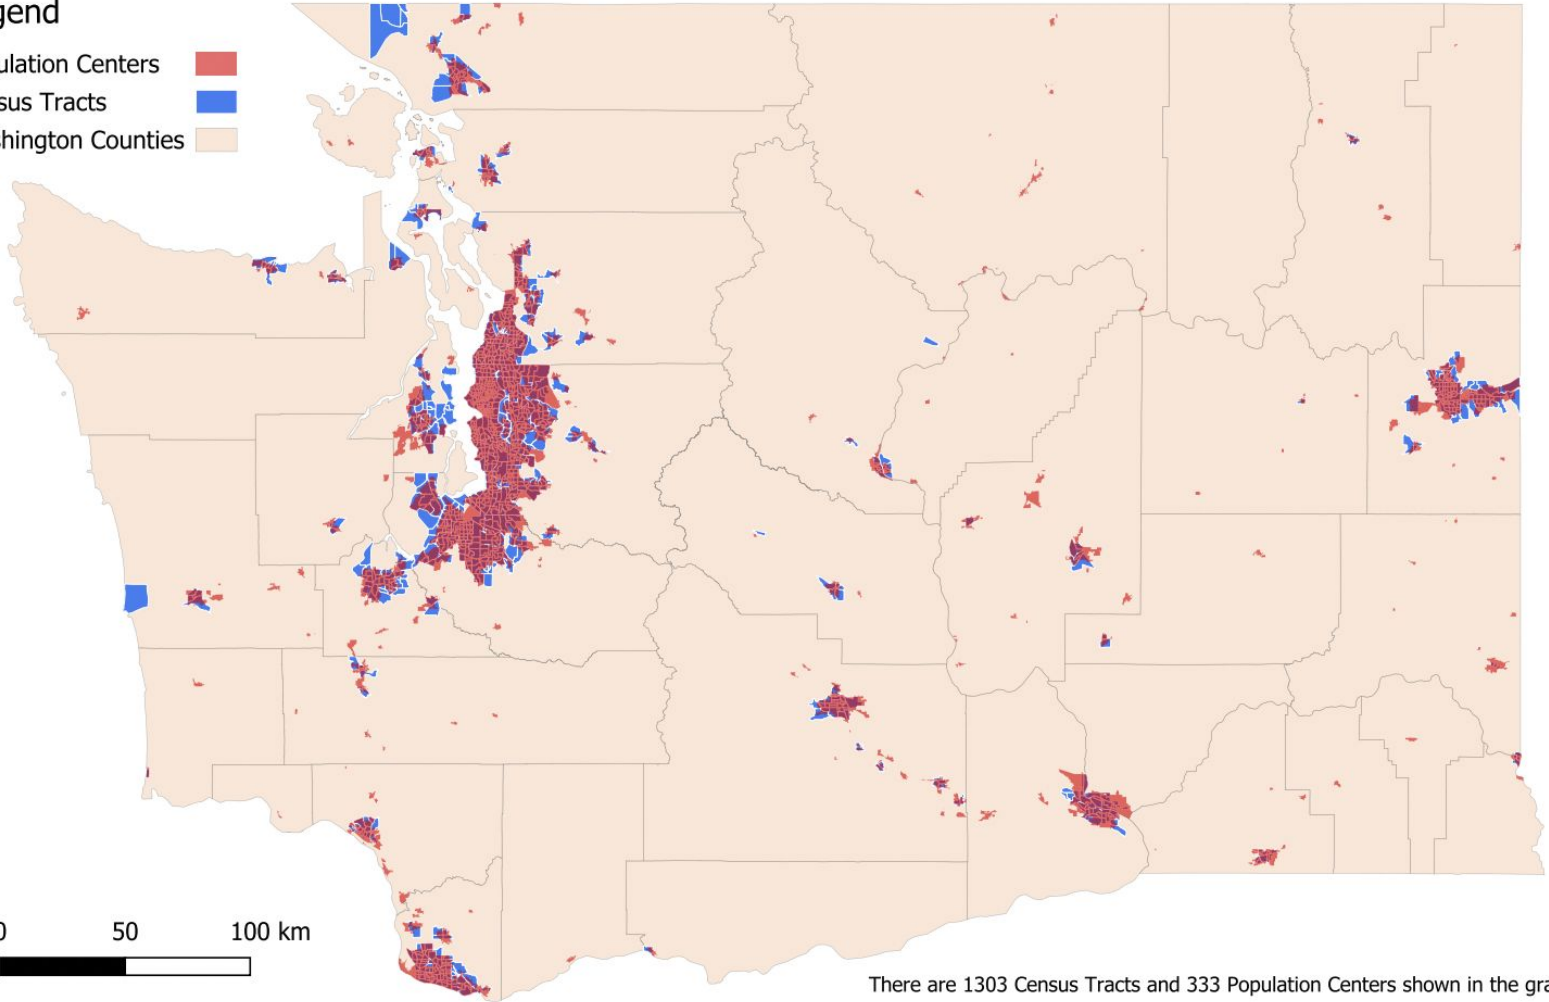 gend
ulation Centers
sus Tracts
shington Counties
0 50 100 km
There are 1303 Census Tracts and 333 Population Centers shown in the gra